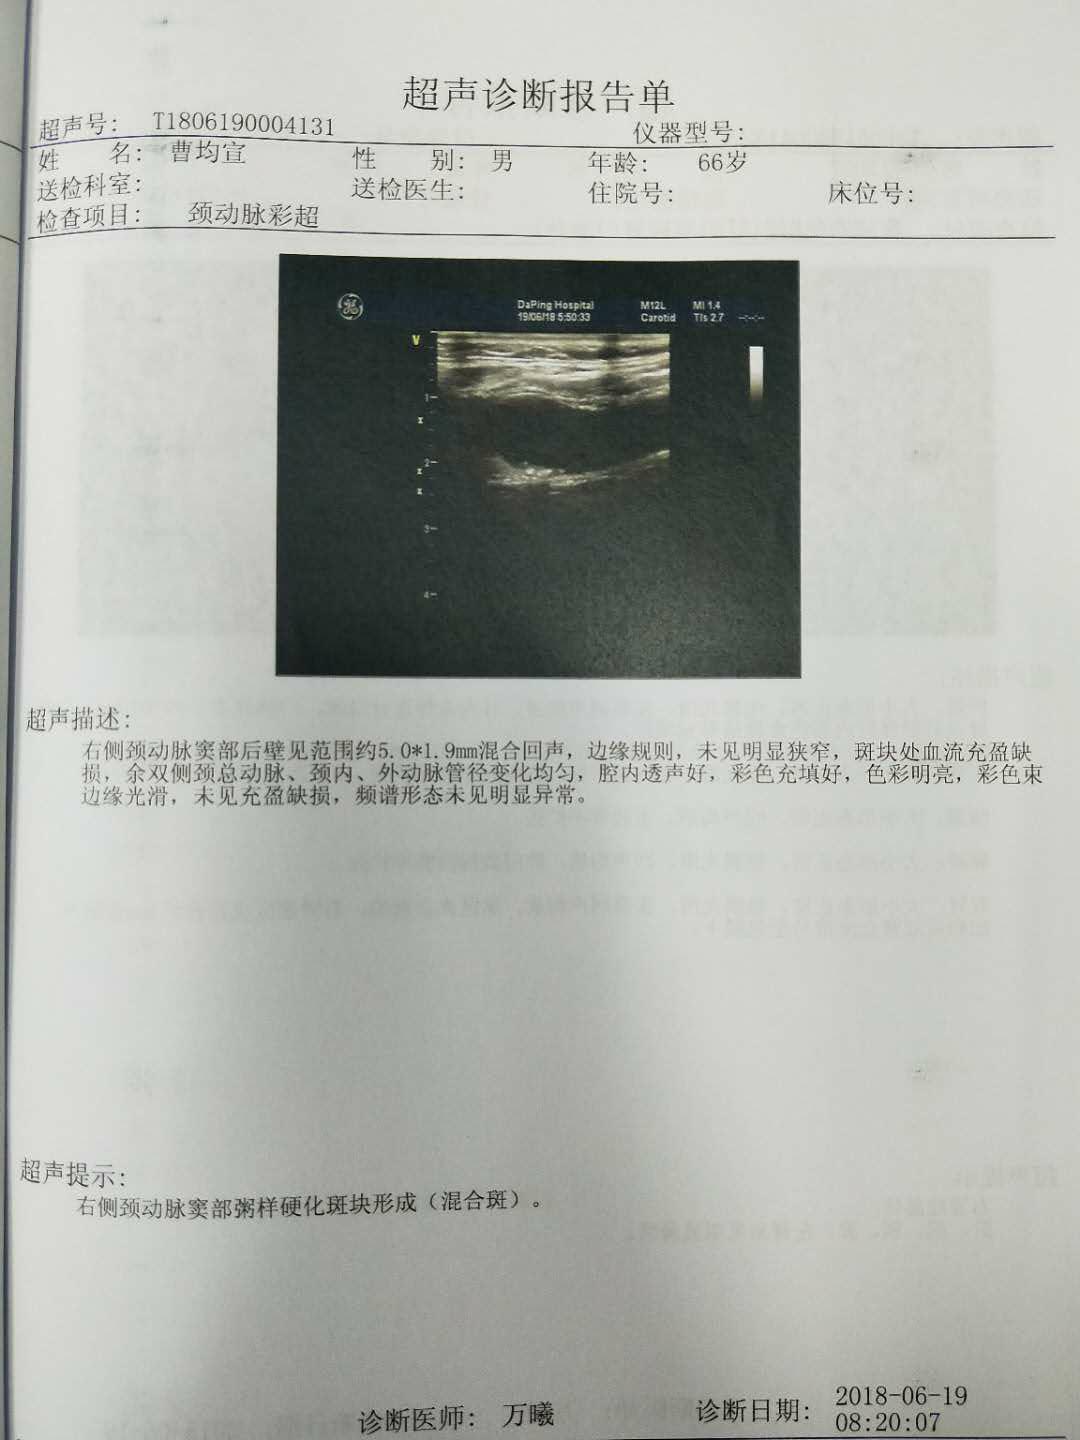 超声诊断报告单
超声号: T1806190004131 仪器型号:
姓 名: 曹均宣 性 别: 男 年龄: 66岁
送检科室: 送检医生: 住院号: 床位号:
检查项目: 颈动脉彩超
DaPing Hospital M12L MI 1.4
19/06/18 5:50:33 Carotid TIs 2.7 --:--:--
V
1
2
3
4
超声描述:
右侧颈动脉窦部后壁见范围约5.0*1.9mm混合回声，边缘规则，未见明显狭窄，斑块处血流充盈缺
损，余双侧颈总动脉、颈内、外动脉管径变化均匀，腔内透声好，彩色充填好，色彩明亮，彩色束
边缘光滑，未见充盈缺损，频谱形态未见明显异常。
超声提示:
右侧颈动脉窦部粥样硬化斑块形成（混合斑）。
诊断医师: 万曦 诊断日期: 2018-06-19
08:20:07